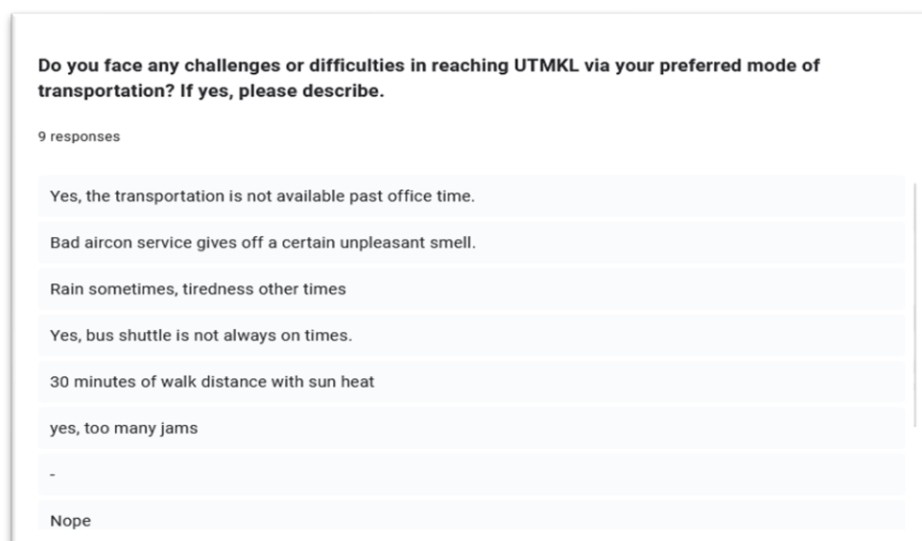 Do you face any challenges or difficulties in reaching UTMKL via your preferred mode of
transportation? If yes, please describe.
9 responses
Yes, the transportation is not available past office time.
Bad aircon service gives off a certain unpleasant smell.
Rain sometimes, tiredness other times
Yes, bus shuttle is not always on times.
30 minutes of walk distance with sun heat
yes, too many jams
-
Nope